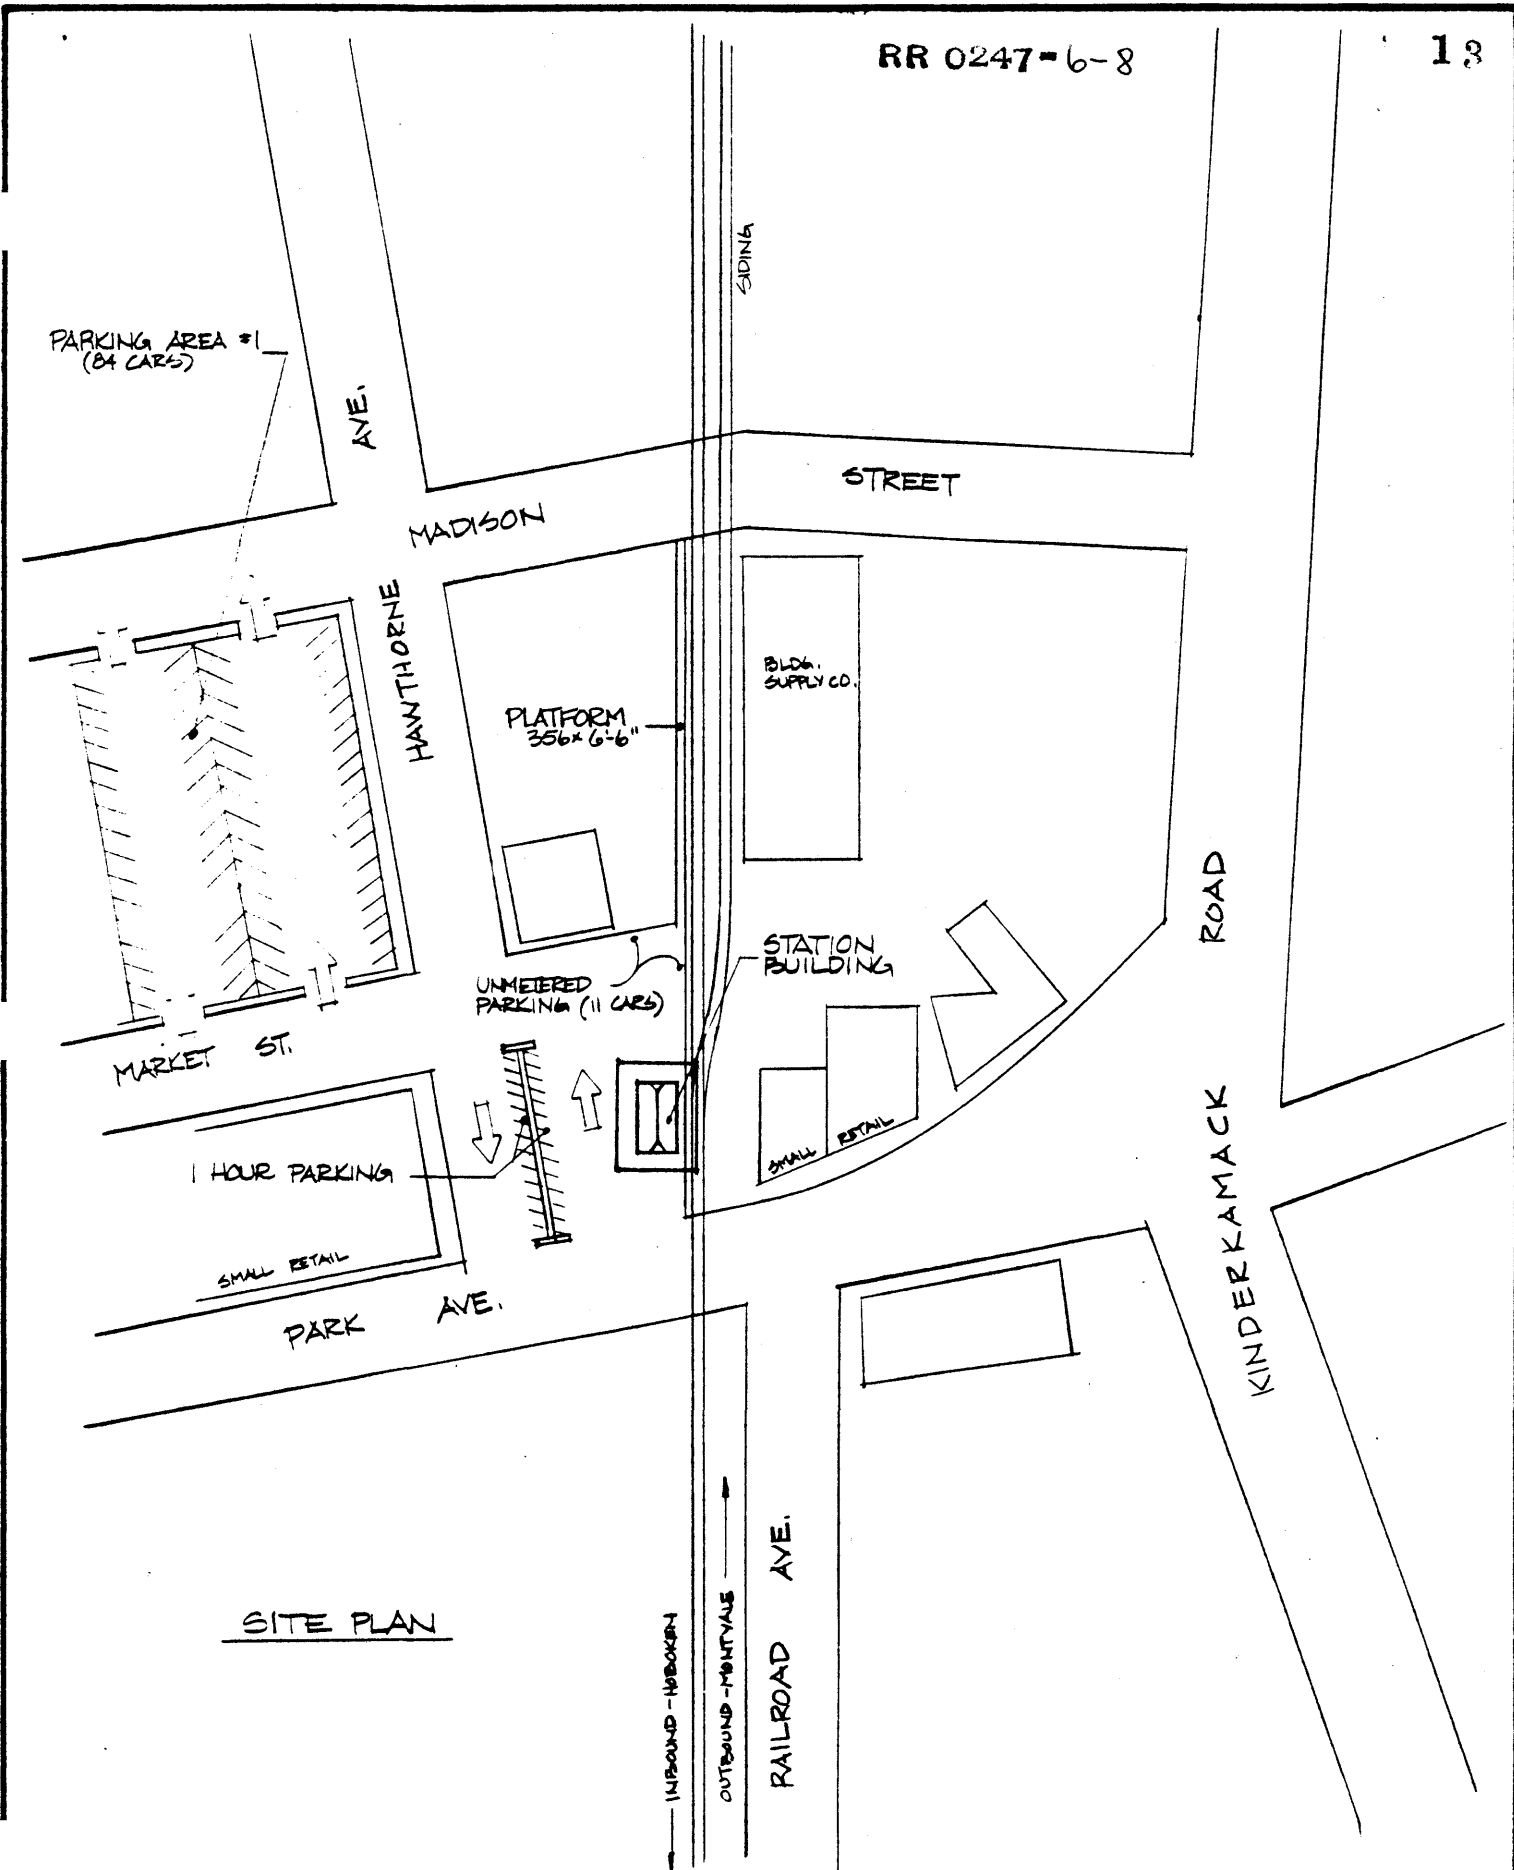 RR 0247-6-8
13
SIDING
PARKING AREA #1
(84 CARS)
AVE.
STREET
MADISON
HAWTHORNE
BLDG.
SUPPLY CO.
PLATFORM
356x6'-6"
ROAD
STATION
BUILDING
UNMETERED
PARKING (11 CARS)
MARKET ST.
1 HOUR PARKING
SMALL RETAIL
SMALL RETAIL
KINDERKAMACK
PARK AVE.
SITE PLAN
INBOUND-HOBOKEN
OUTBOUND-MONTVALE
RAILROAD AVE.